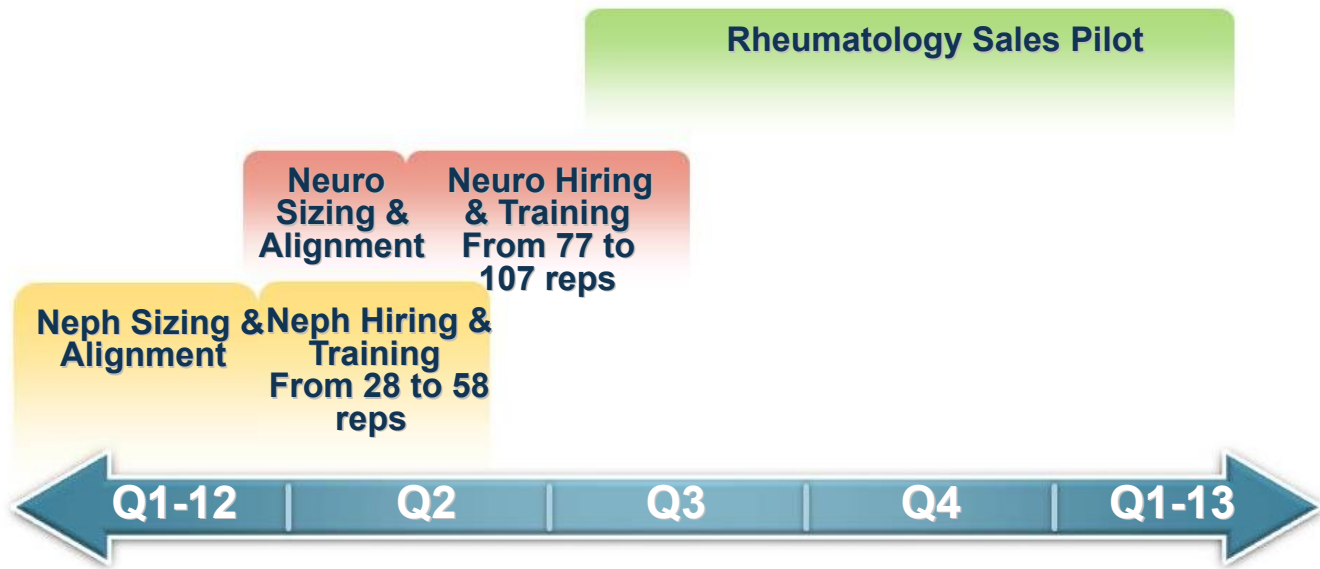 Rheumatology Sales Pilot
Neuro
Sizing &
Alignment
Neuro Hiring
& Training
From 77 to
107 reps
Neph Sizing &
Alignment
Neph Hiring &
Training
From 28 to 58
reps
Q1-12
Q2
Q3
Q4
Q1-13